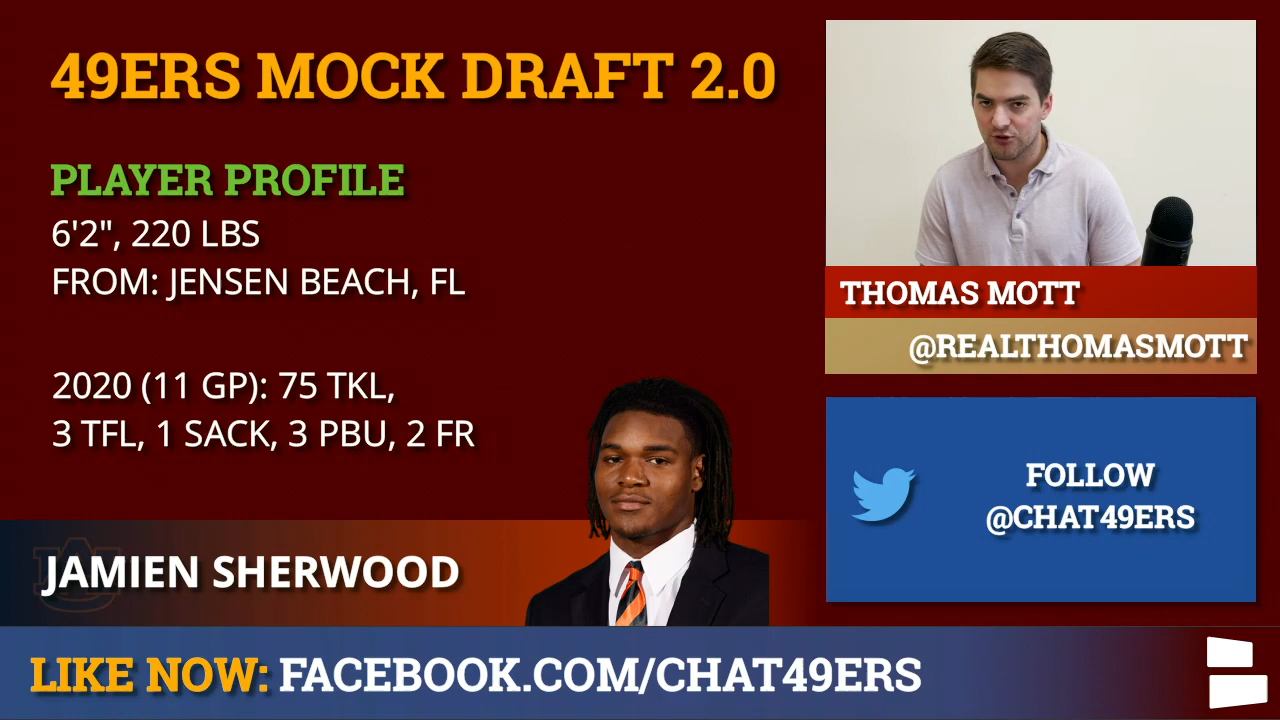 49ERS MOCK DRAFT 2.0
PLAYER PROFILE
6'2", 220 LBS
FROM: JENSEN BEACH, FL
2020 (11 GP): 75 TKL,
3 TFL, 1 SACK, 3 PBU, 2 FR
JAMIEN SHERWOOD
THOMAS MOTT
@REALTHOMASMOTT
FOLLOW
@CHAT49ERS
LIKE NOW: FACEBOOK.COM/CHAT49ERS